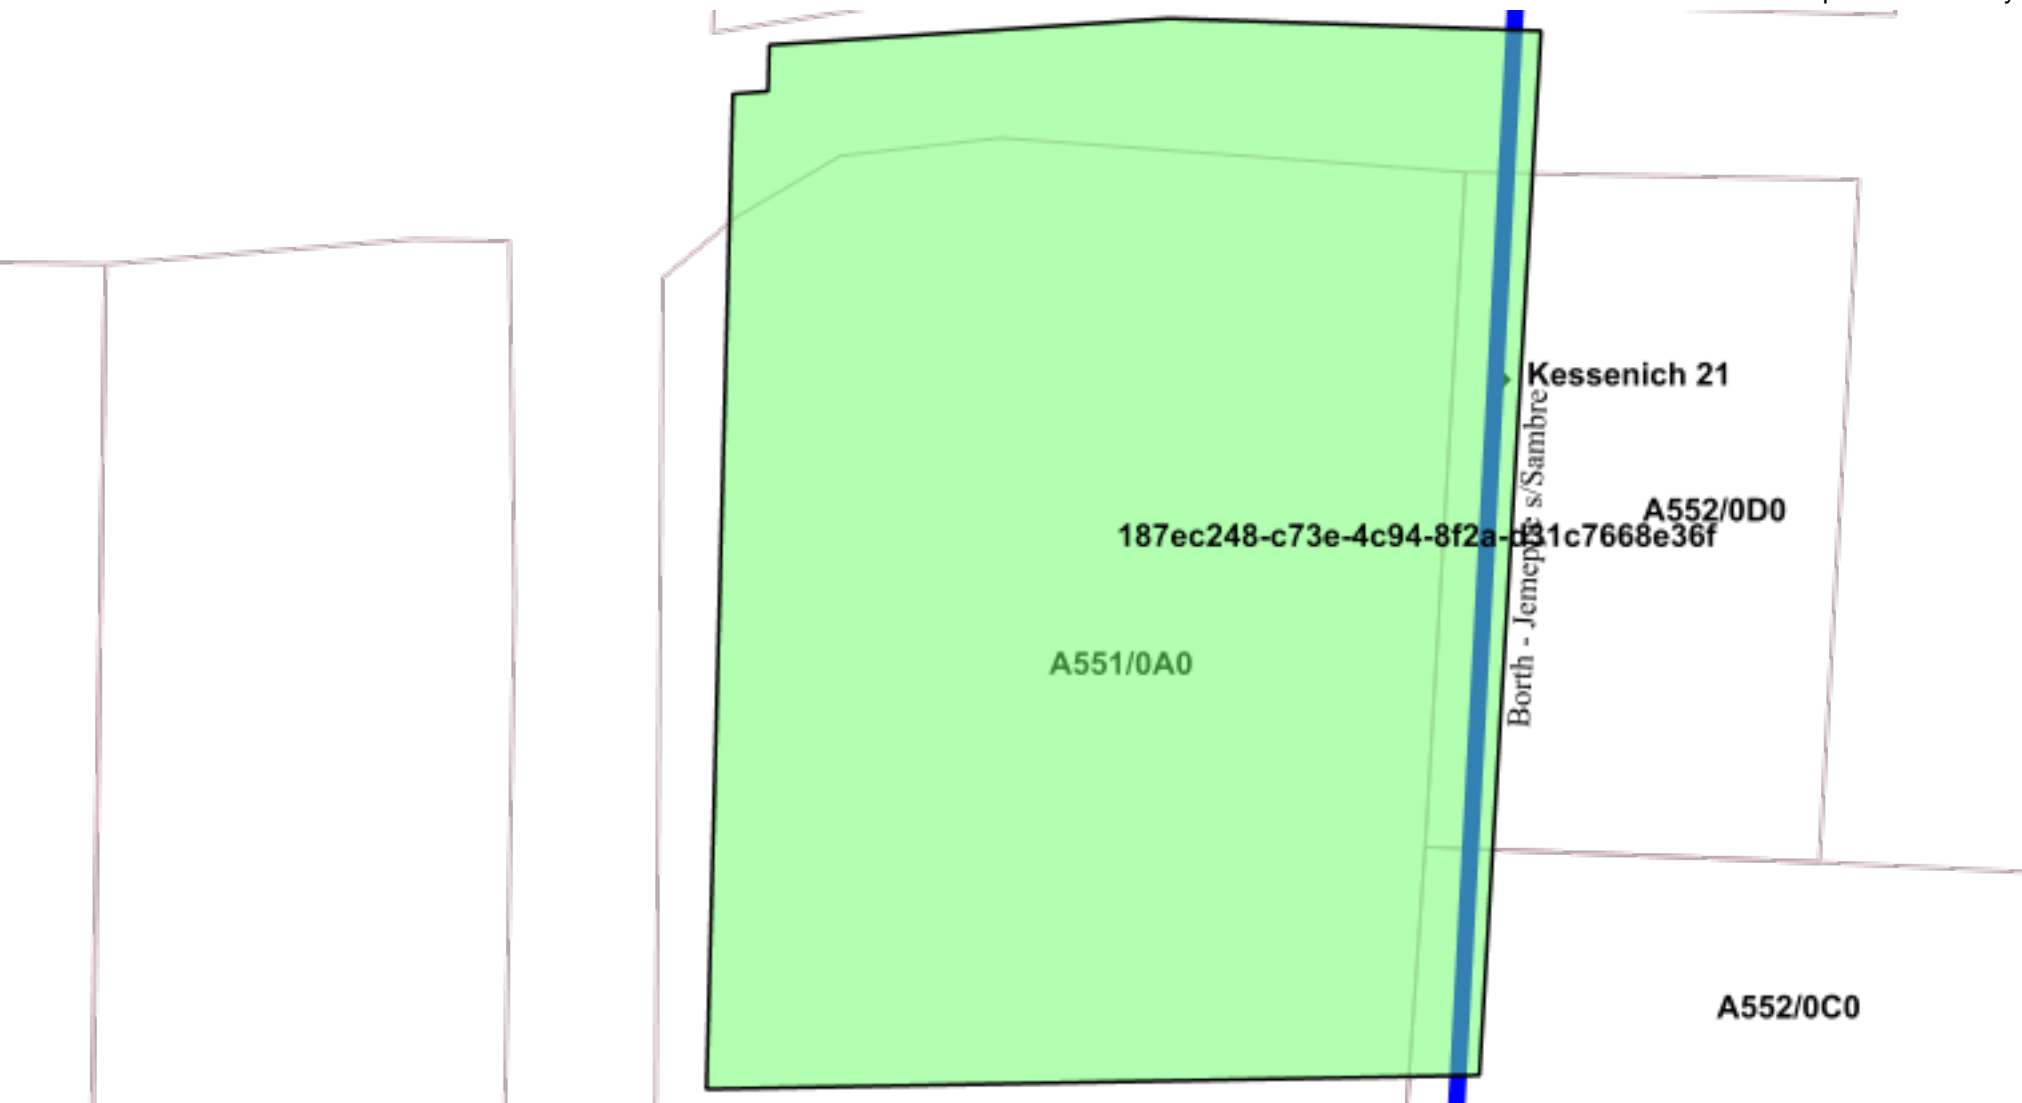 Kessenich 21
A552/0D0
187ec248-c73e-4c94-8f2a-d31c7668e36f
Borth - Jemeppe s/Sambre
A551/0A0
A552/0C0